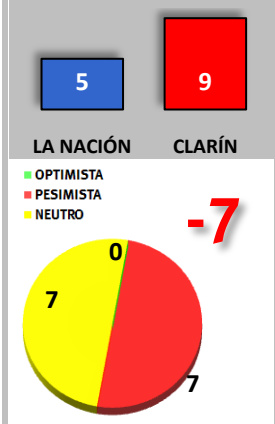 5 9
LA NACIÓN CLARÍN
OPTIMISTA
PESIMISTA
NEUTRO
-7
0
7
7